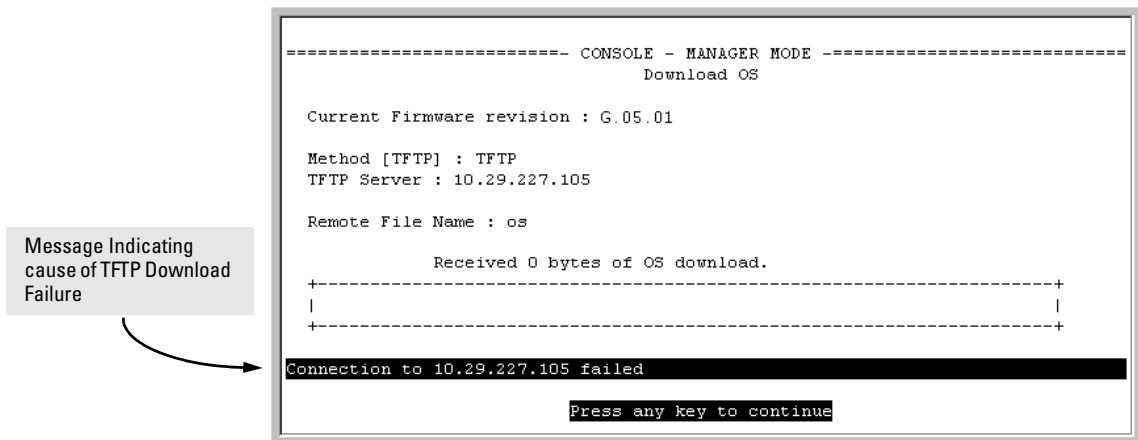 ===========================- CONSOLE - MANAGER MODE -============================
Download OS
Current Firmware revision : G.05.01
Method [TFTP] : TFTP
TFTP Server : 10.29.227.105
Remote File Name : os
Received 0 bytes of OS download.
+----------------------------------------------------------------------+
|                                                                      |
+----------------------------------------------------------------------+
Message Indicating
cause of TFTP Download
Failure
Connection to 10.29.227.105 failed
Press any key to continue